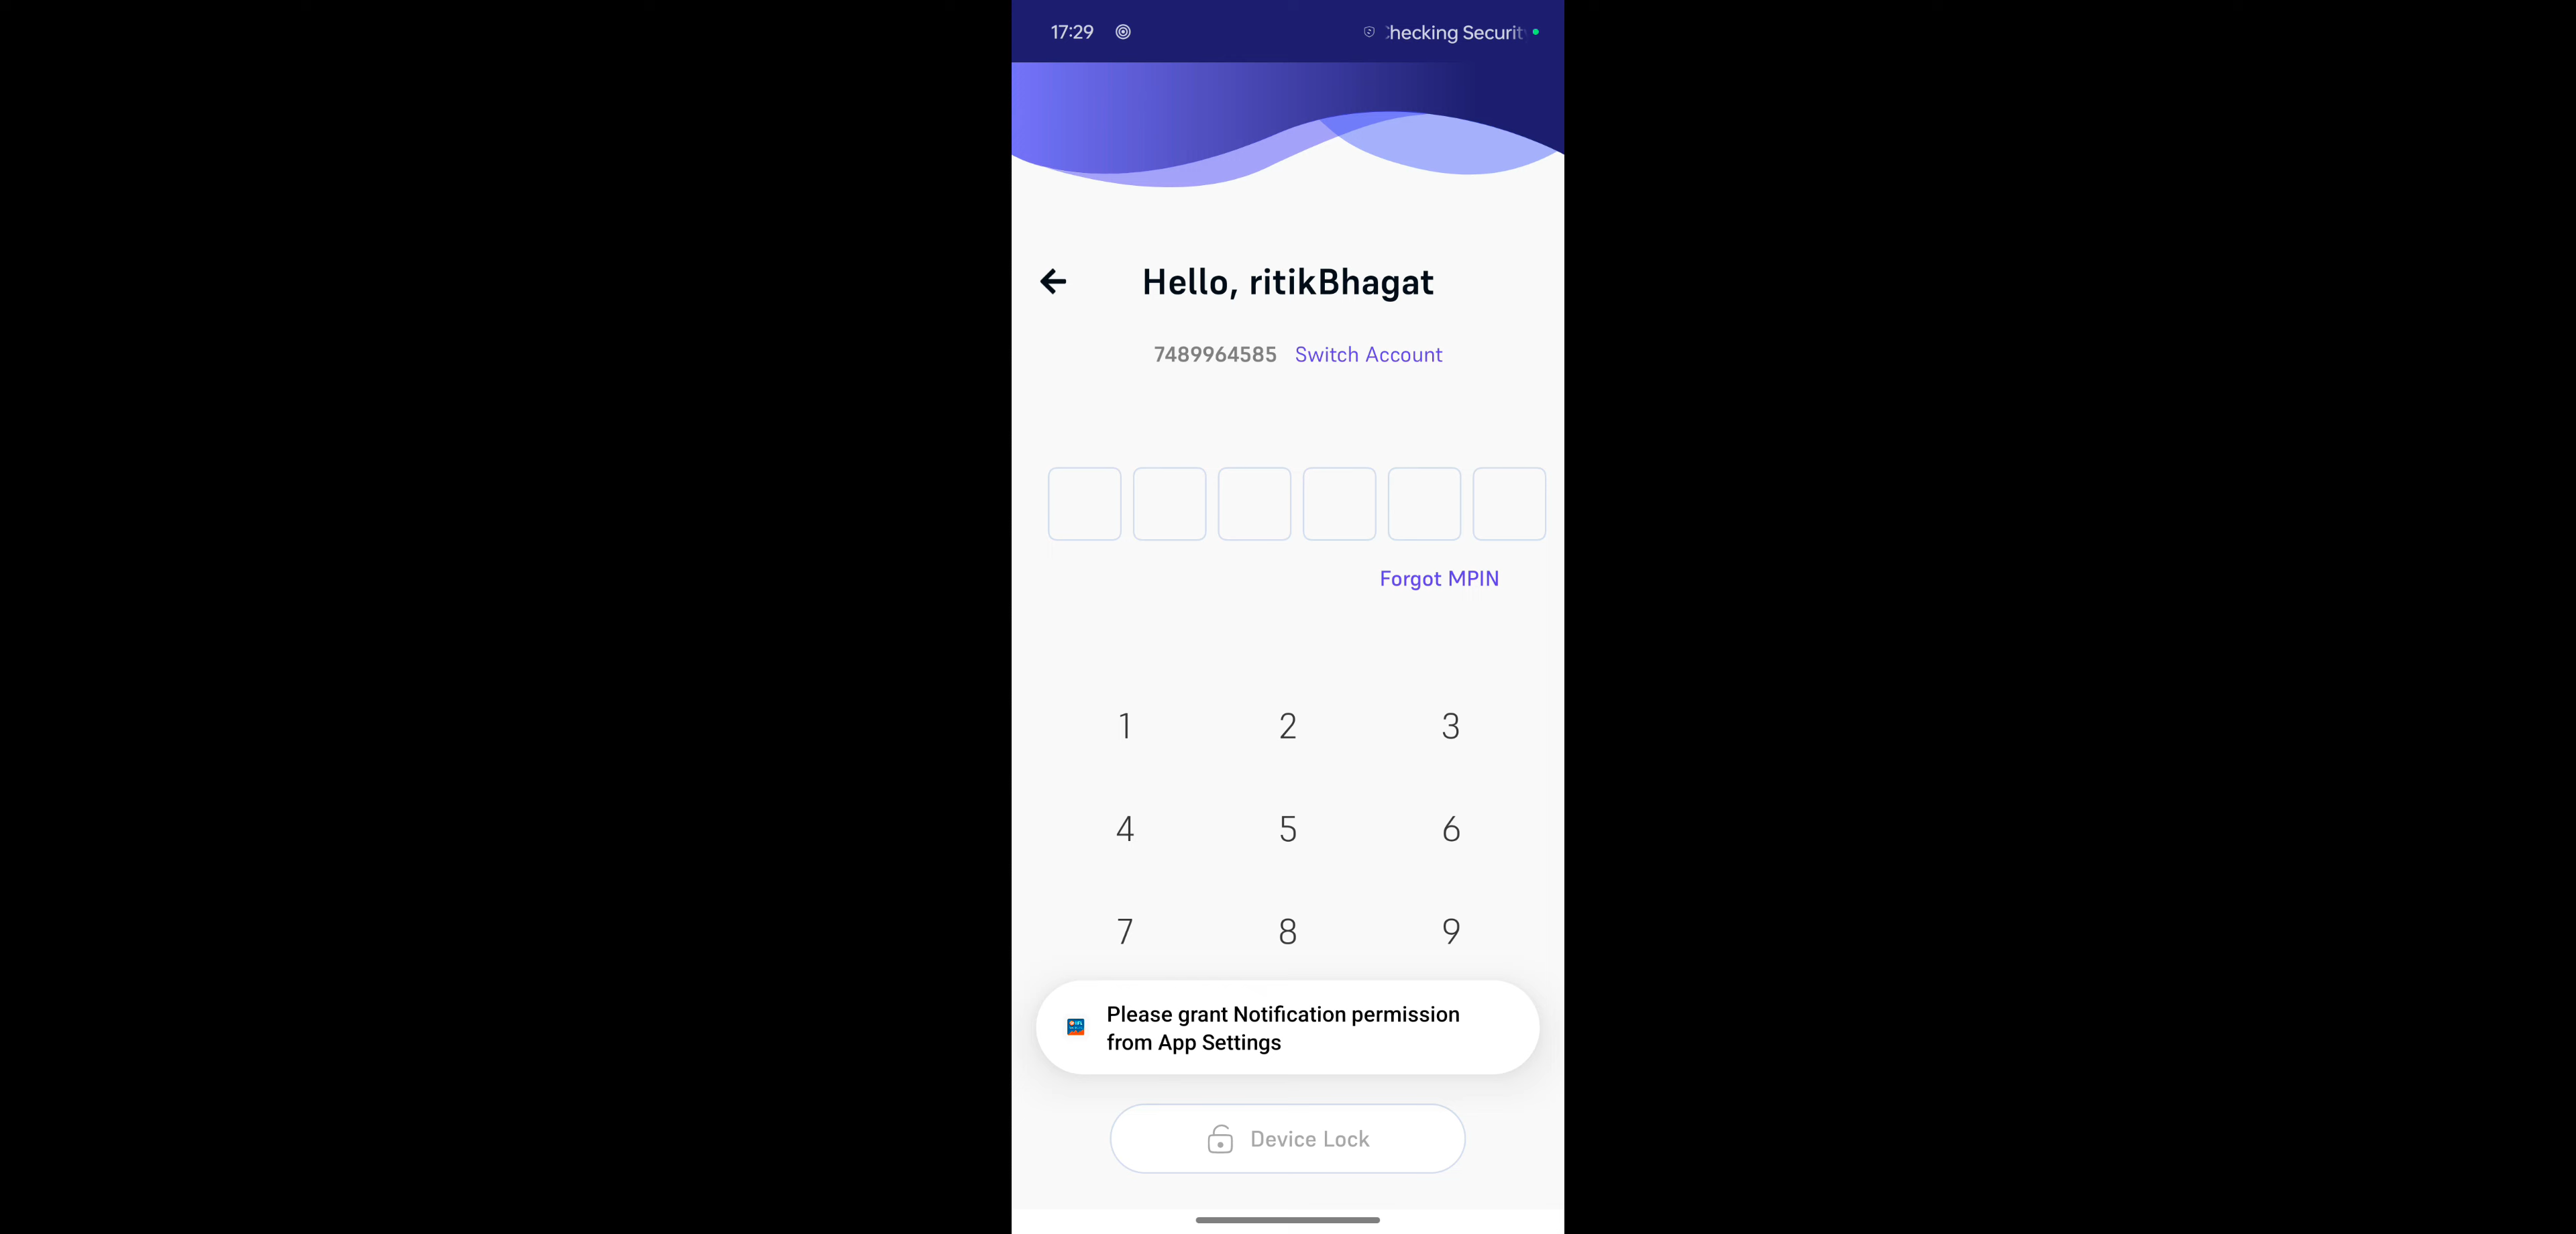 17:29
hecking Securit
Hello, ritikBhagat
7489964585 Switch Account
Forgot MPIN
1 2 3
4 5 6
7 8 9
Please grant Notification permission
from App Settings
Device Lock